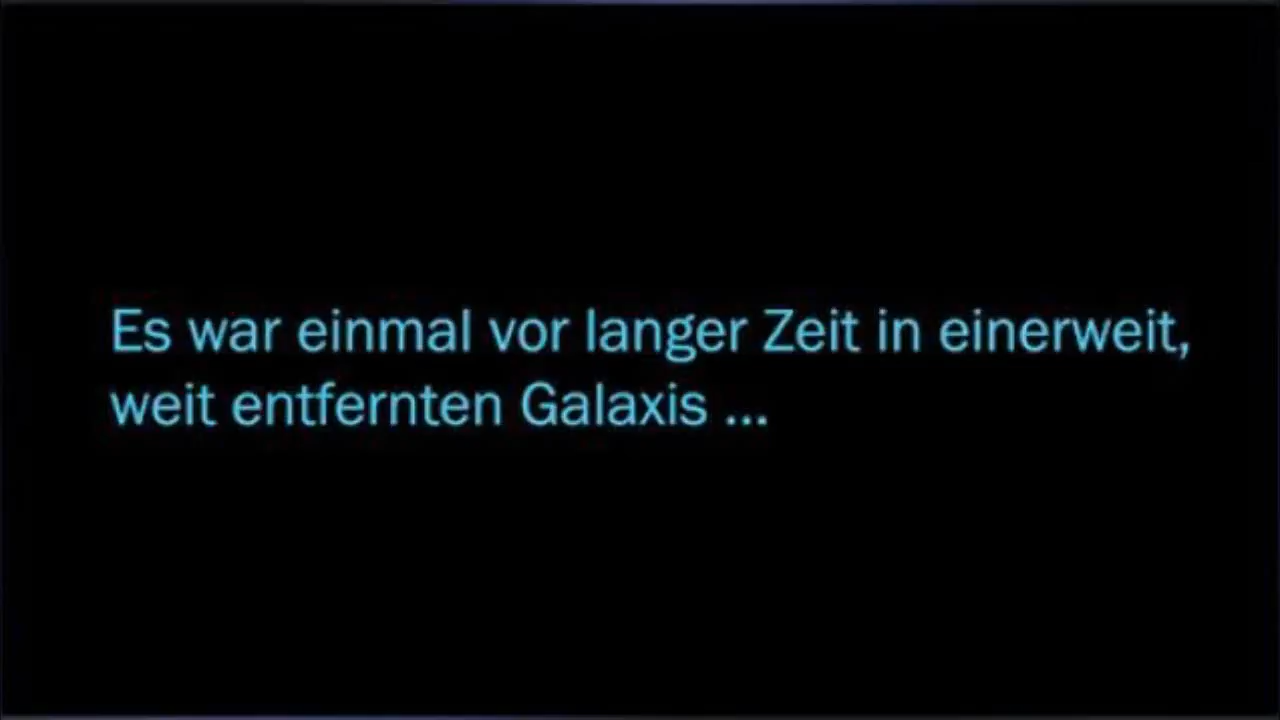 Es war einmal vor langer Zeit in einerweit,
weit entfernten Galaxis ...